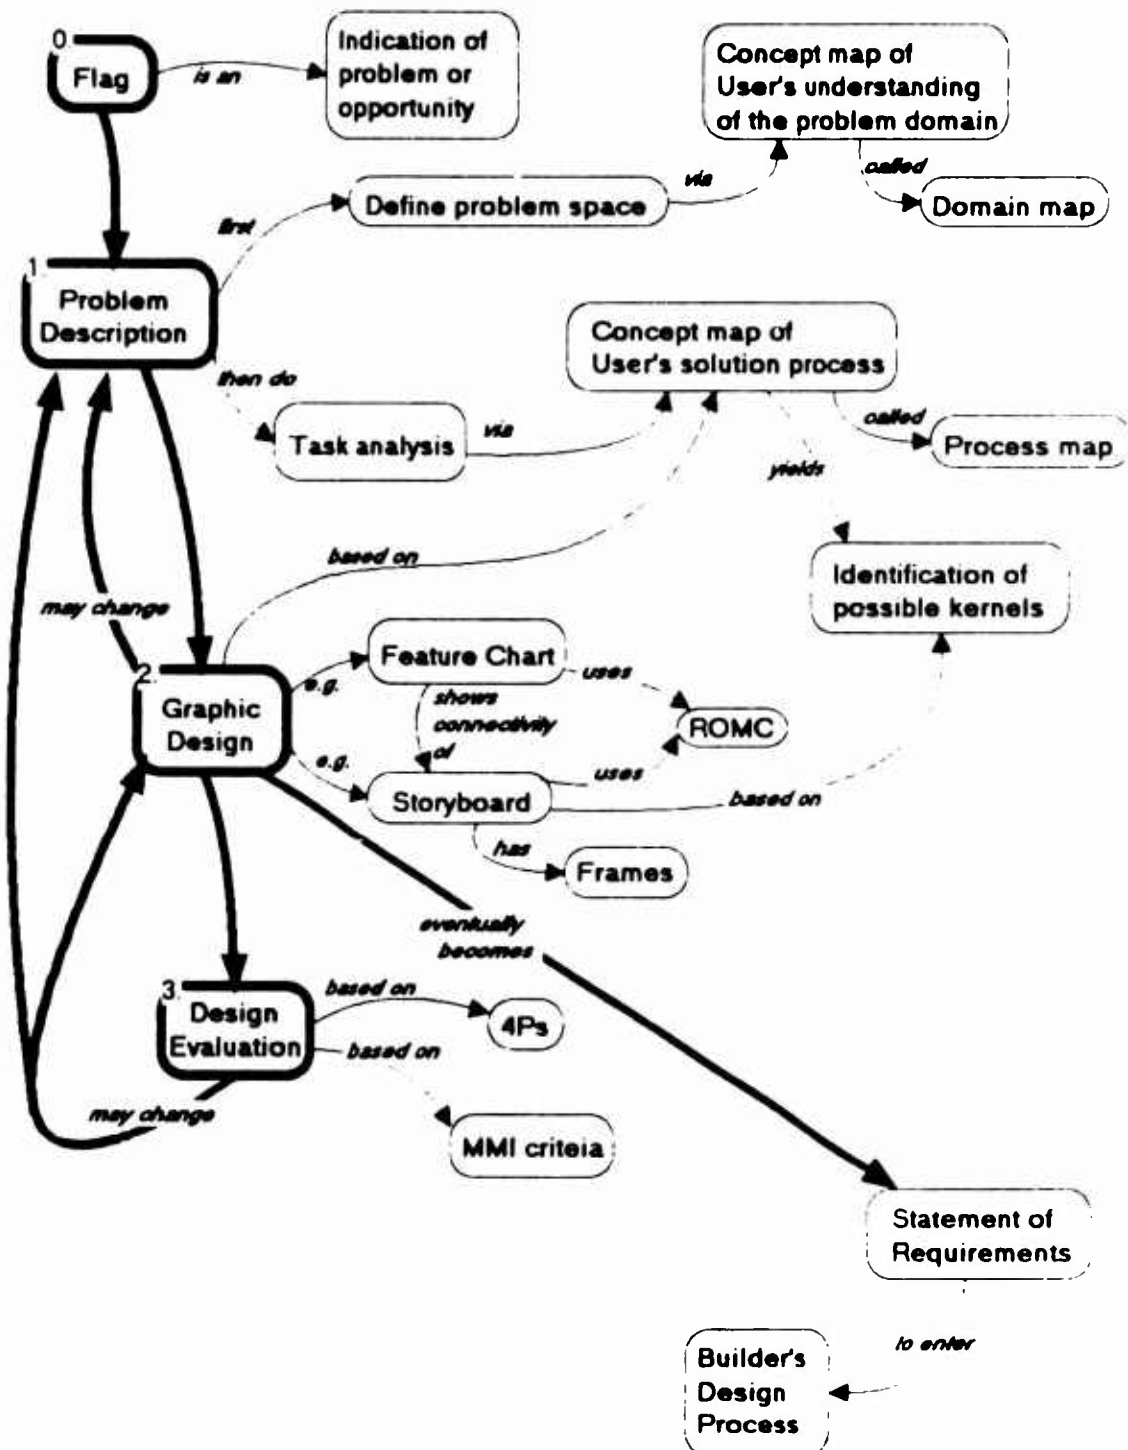 0.
Flag
is an
Indication of
problem or
opportunity
Concept map of
User's understanding
of the problem domain
called
Domain map
via
Define problem space
first
1.
Problem
Description
then do
Task analysis
via
Concept map of
User's solution process
called
Process map
yields
Identification of
possible kernels
based on
may change
2.
Graphic
Design
e.g.
Feature Chart
uses
shows
connectivity
of
ROMC
e.g.
Storyboard
uses
based on
has
Frames
eventually
becomes
3.
Design
Evaluation
based on
4Ps
based on
MMI criteia
may change
Statement of
Requirements
to enter
Builder's
Design
Process